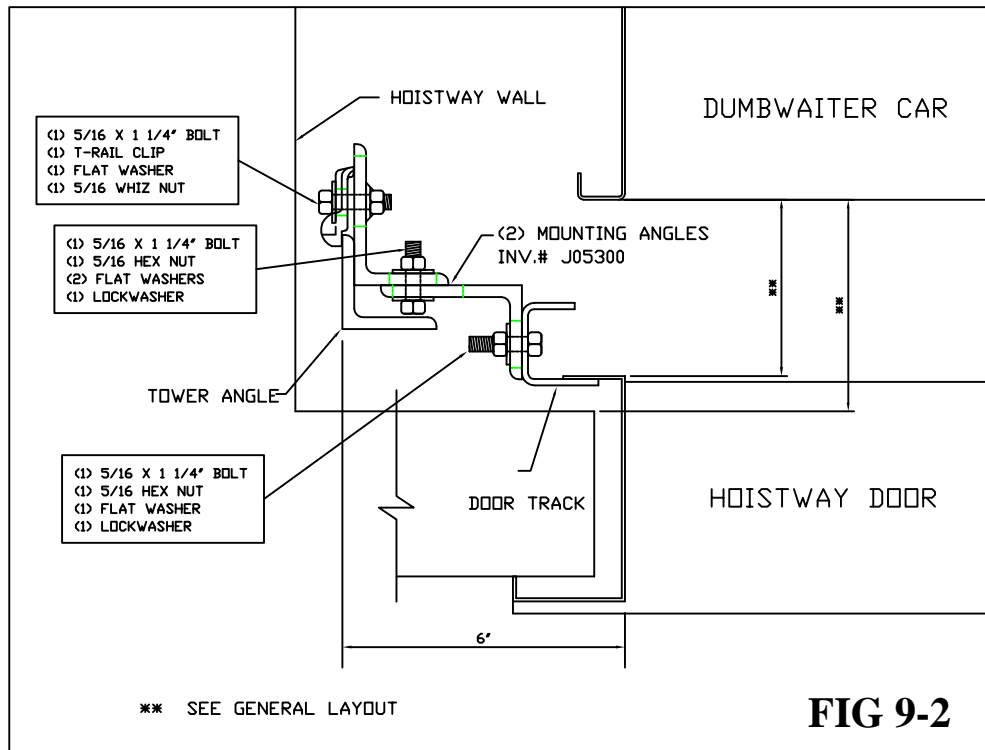 HOISTWAY WALL
DUMBWAITER CAR
(1) 5/16 X 1 1/4" BOLT
(1) T-RAIL CLIP
(1) FLAT WASHER
(1) 5/16 WHIZ NUT
(1) 5/16 X 1 1/4" BOLT
(1) 5/16 HEX NUT
(2) FLAT WASHERS
(1) LOCKWASHER
(2) MOUNTING ANGLES
INV.# J05300
**
**
TOWER ANGLE
(1) 5/16 X 1 1/4" BOLT
(1) 5/16 HEX NUT
(1) FLAT WASHER
(1) LOCKWASHER
DOOR TRACK
HOISTWAY DOOR
6"
** SEE GENERAL LAYOUT
FIG 9-2